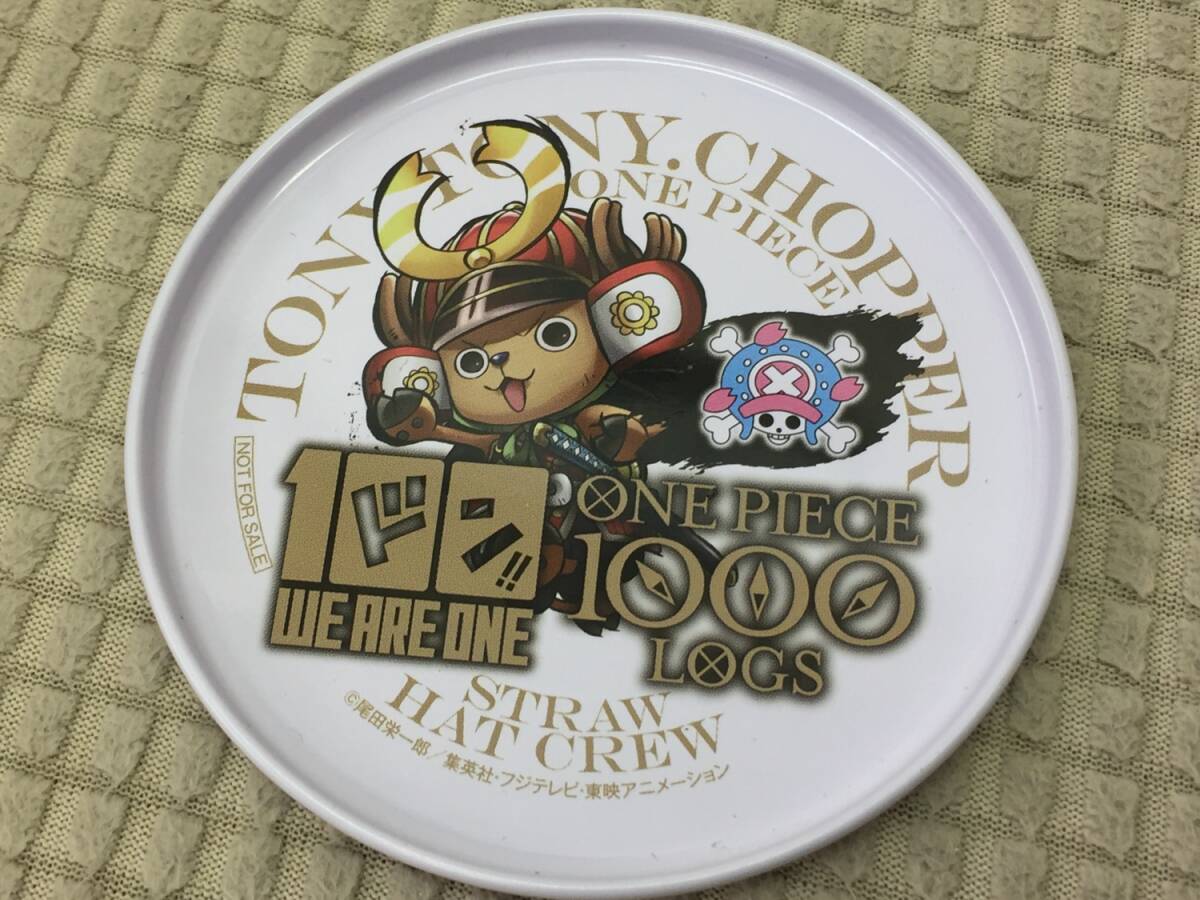 TONY TONY.CHOPPER
ONE PIECE
NOT FOR SALE
100
ドン!!
WE ARE ONE
ONE PIECE
1000
LOGS
STRAW
HAT CREW
©尾田栄一郎/集英社・フジテレビ・東映アニメーション